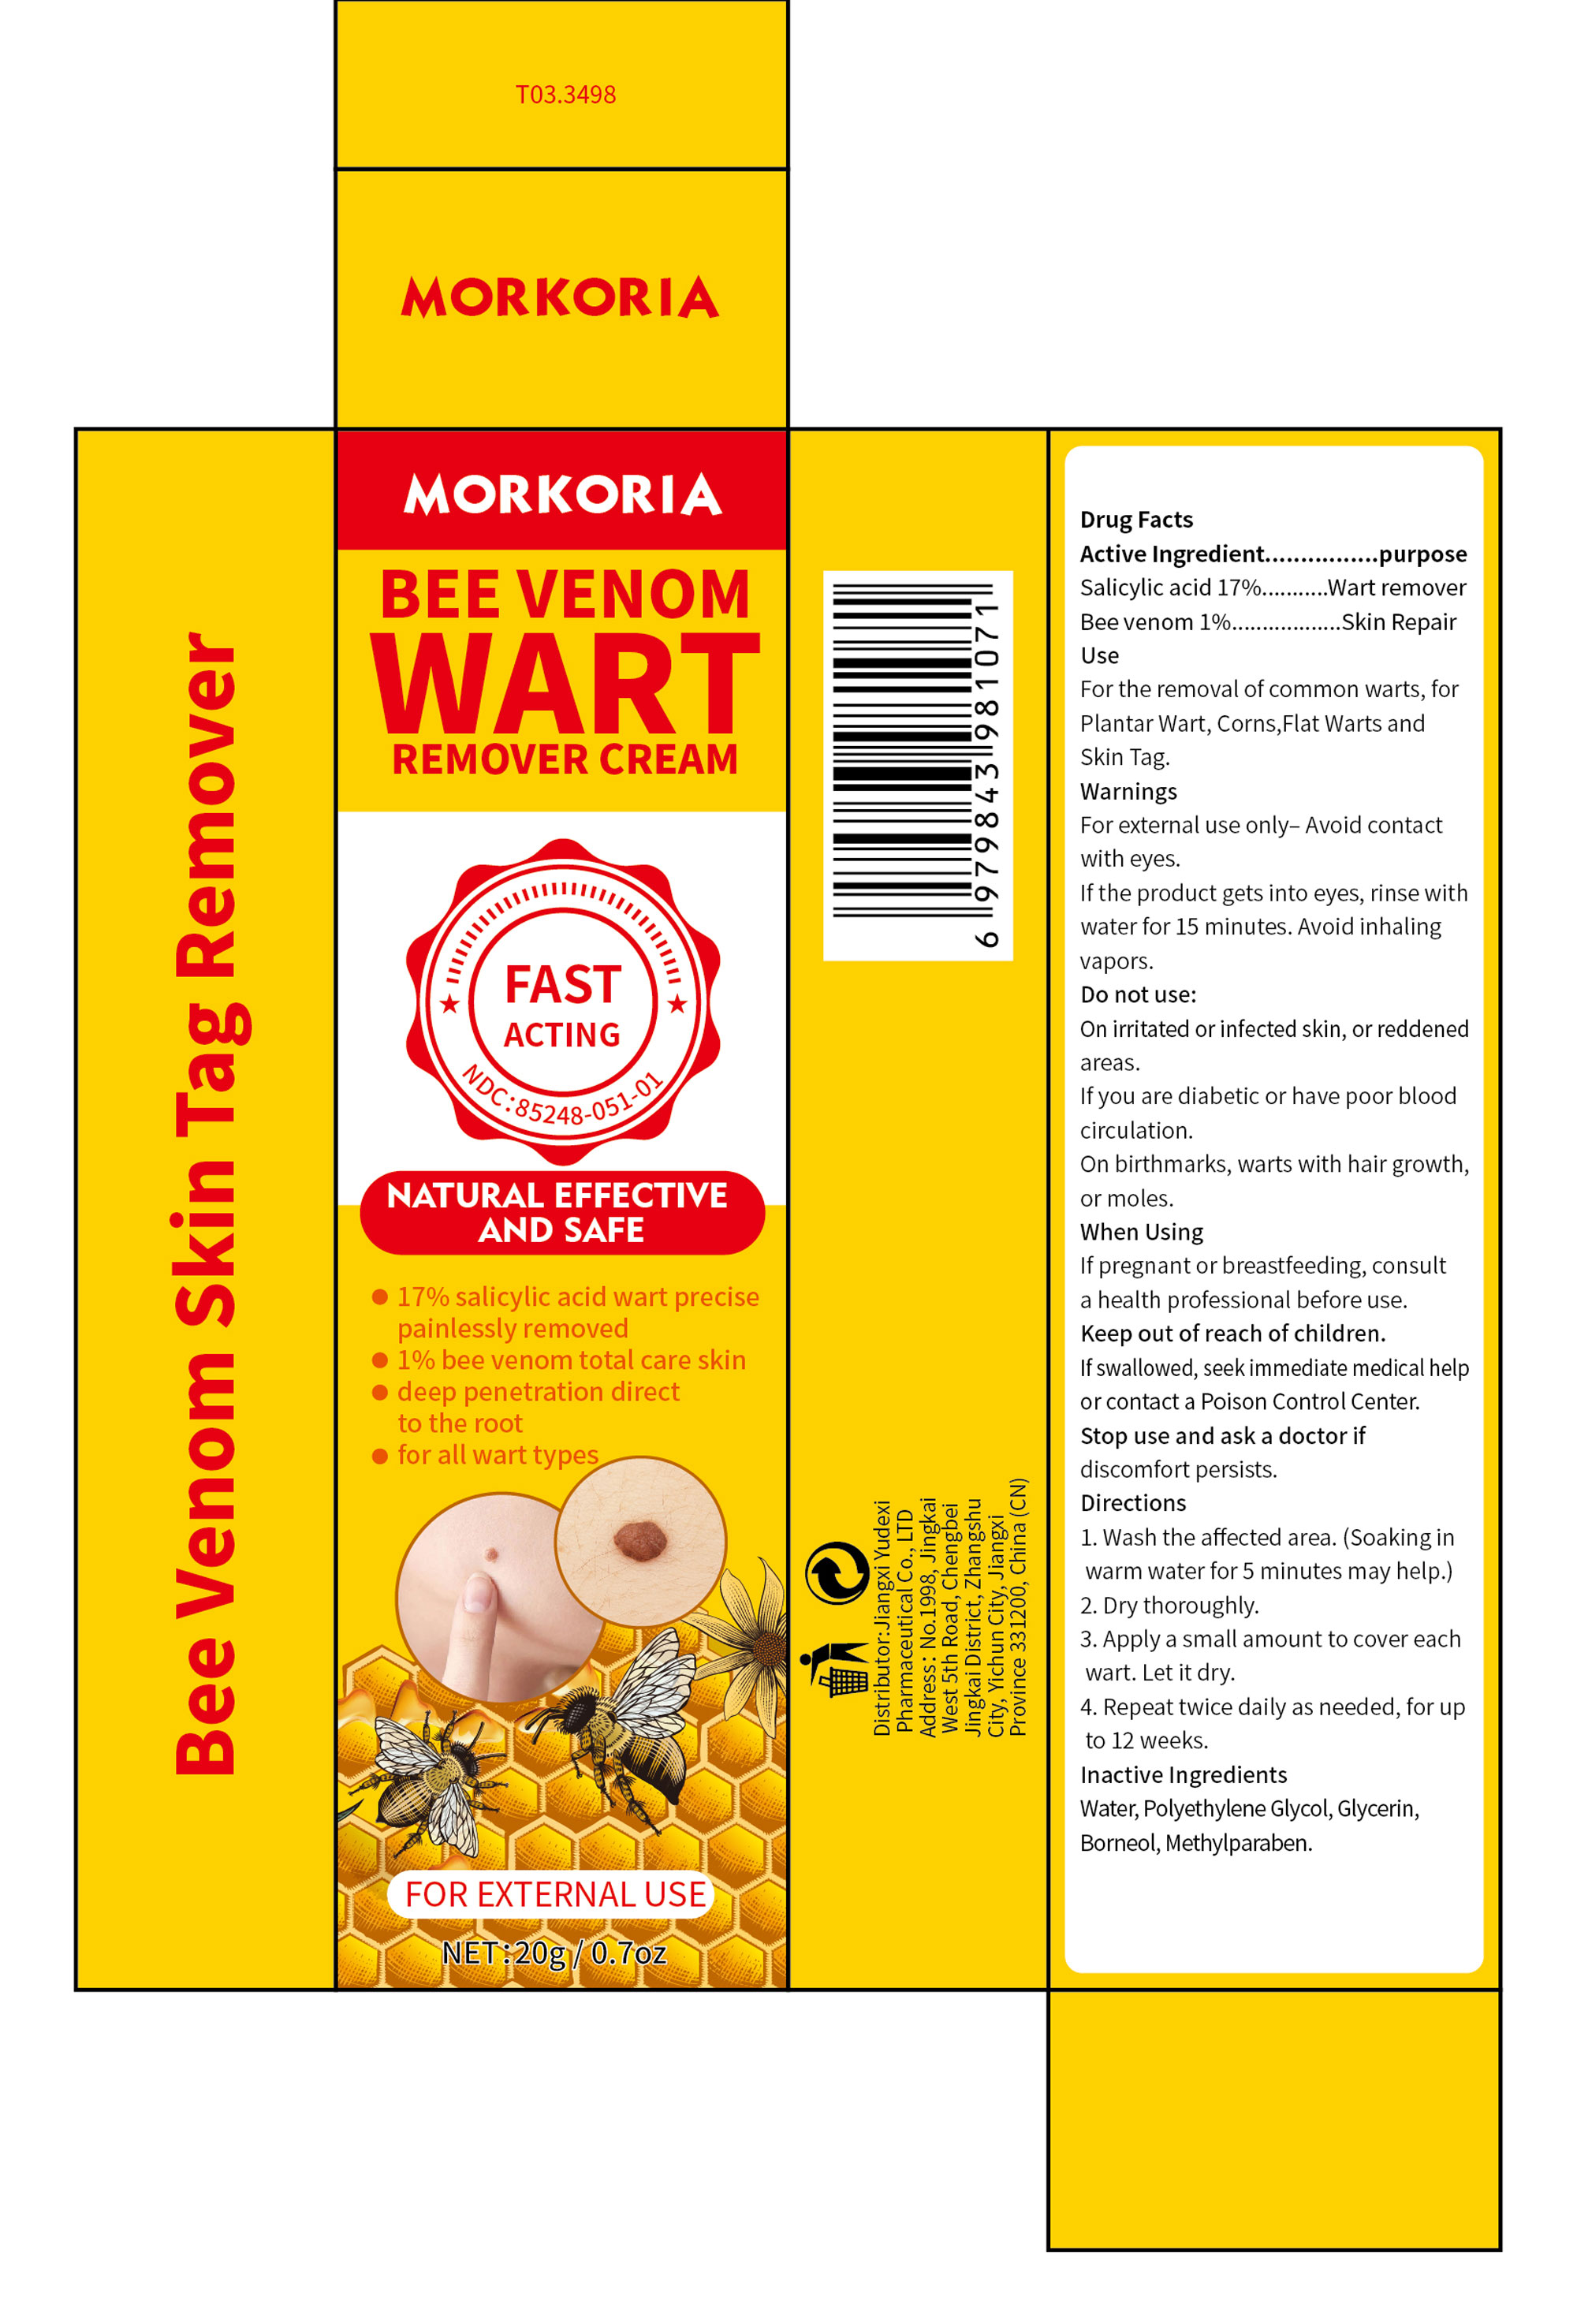 T03.3498
MORKORIA
Bee Venom Skin Tag Remover
MORKORIA
BEE VENOM
WART
REMOVER CREAM
FAST
ACTING
NDC:85248-051-01
NATURAL EFFECTIVE
AND SAFE
● 17% salicylic acid wart precise
painlessly removed
● 1% bee venom total care skin
● deep penetration direct
to the root
● for all wart types
FOR EXTERNAL USE
NET:20g / 0.7oz
6 979843 981071
Distributor:Jiangxi Yudexi
Pharmaceutical Co., LTD
Address: No.1998, Jingkai
West 5th Road, Chengbei
Jingkai District, Zhangshu
City, Yichun City, Jiangxi
Province 331200, China (CN)
Drug Facts
Active Ingredient................purpose
Salicylic acid 17%...........Wart remover
Bee venom 1%..................Skin Repair
Use
For the removal of common warts, for
Plantar Wart, Corns,Flat Warts and
Skin Tag.
Warnings
For external use only– Avoid contact
with eyes.
If the product gets into eyes, rinse with
water for 15 minutes. Avoid inhaling
vapors.
Do not use:
On irritated or infected skin, or reddened
areas.
If you are diabetic or have poor blood
circulation.
On birthmarks, warts with hair growth,
or moles.
When Using
If pregnant or breastfeeding, consult
a health professional before use.
Keep out of reach of children.
If swallowed, seek immediate medical help
or contact a Poison Control Center.
Stop use and ask a doctor if
discomfort persists.
Directions
1. Wash the affected area. (Soaking in
warm water for 5 minutes may help.)
2. Dry thoroughly.
3. Apply a small amount to cover each
wart. Let it dry.
4. Repeat twice daily as needed, for up
to 12 weeks.
Inactive Ingredients
Water, Polyethylene Glycol, Glycerin,
Borneol, Methylparaben.